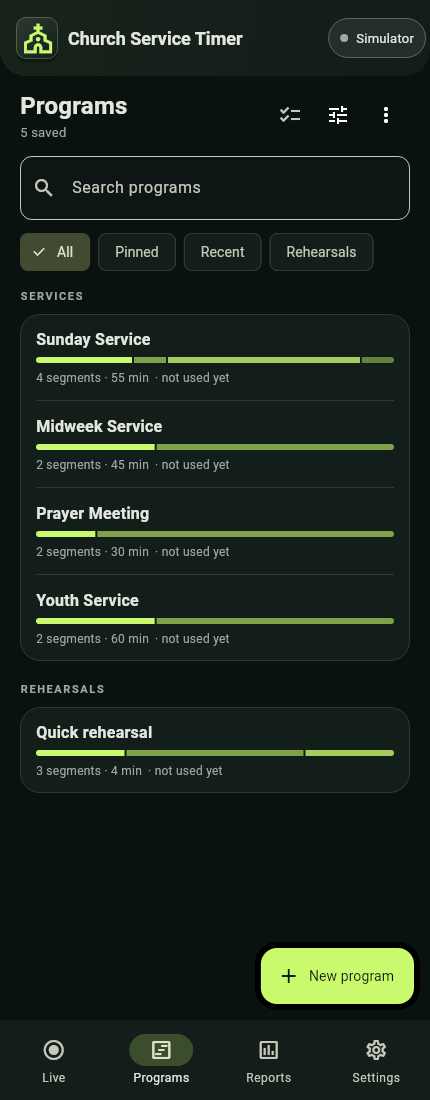 Church Service Timer
Simulator
Programs
5 saved
Search programs
All
Pinned
Recent
Rehearsals
SERVICES
Sunday Service
4 segments · 55 min · not used yet
Midweek Service
2 segments · 45 min · not used yet
Prayer Meeting
2 segments · 30 min · not used yet
Youth Service
2 segments · 60 min · not used yet
REHEARSALS
Quick rehearsal
3 segments · 4 min · not used yet
New program
Live
Programs
Reports
Settings